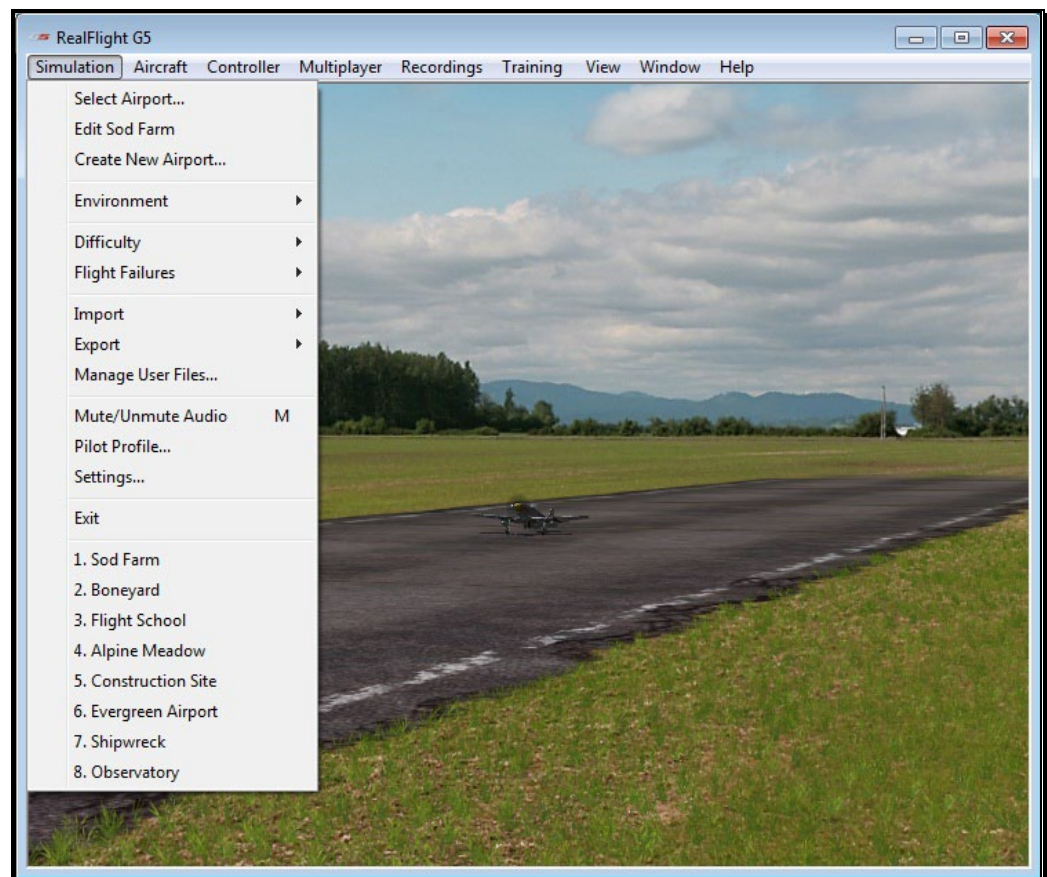 RealFlight G5
Simulation Aircraft Controller Multiplayer Recordings Training View Window Help
Select Airport...
Edit Sod Farm
Create New Airport...
Environment
Difficulty
Flight Failures
Import
Export
Manage User Files...
Mute/Unmute Audio M
Pilot Profile...
Settings...
Exit
1. Sod Farm
2. Boneyard
3. Flight School
4. Alpine Meadow
5. Construction Site
6. Evergreen Airport
7. Shipwreck
8. Observatory